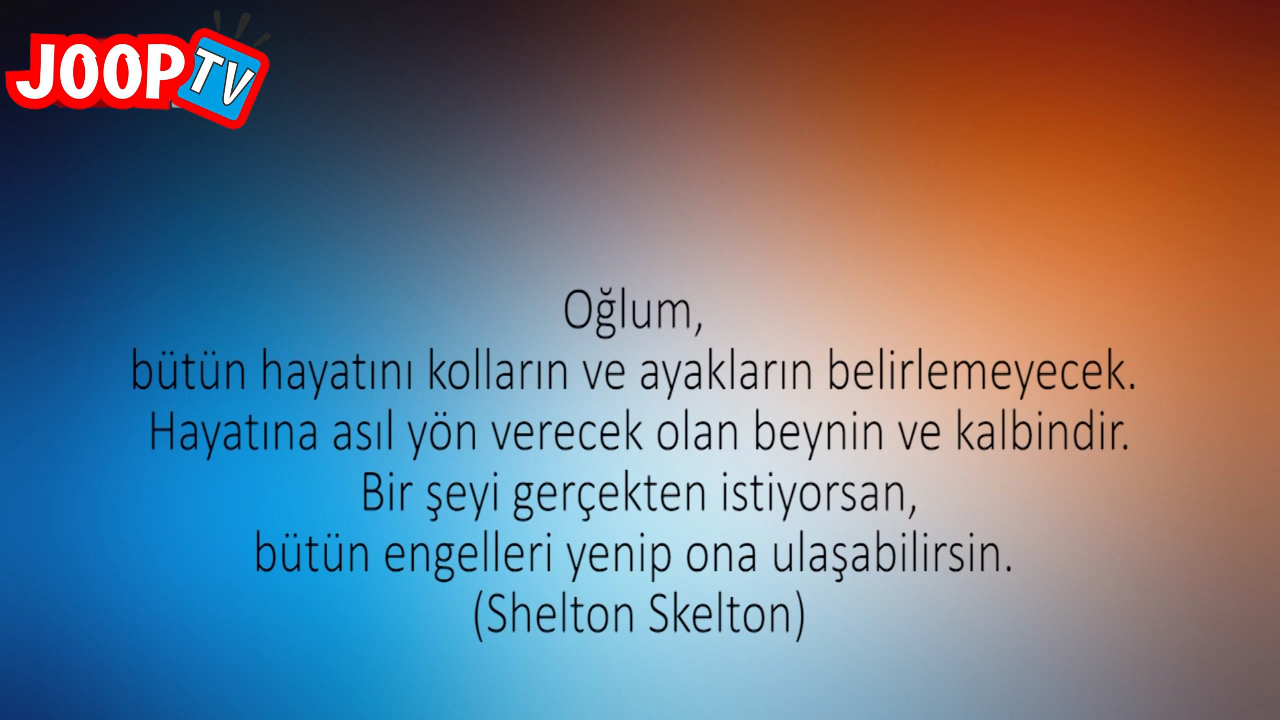 JOOP TV
Oğlum,
bütün hayatını kolların ve ayakların belirlemeyecek.
Hayatına asıl yön verecek olan beynin ve kalbindir.
Bir şeyi gerçekten istiyorsan,
bütün engelleri yenip ona ulaşabilirsin.
(Shelton Skelton)